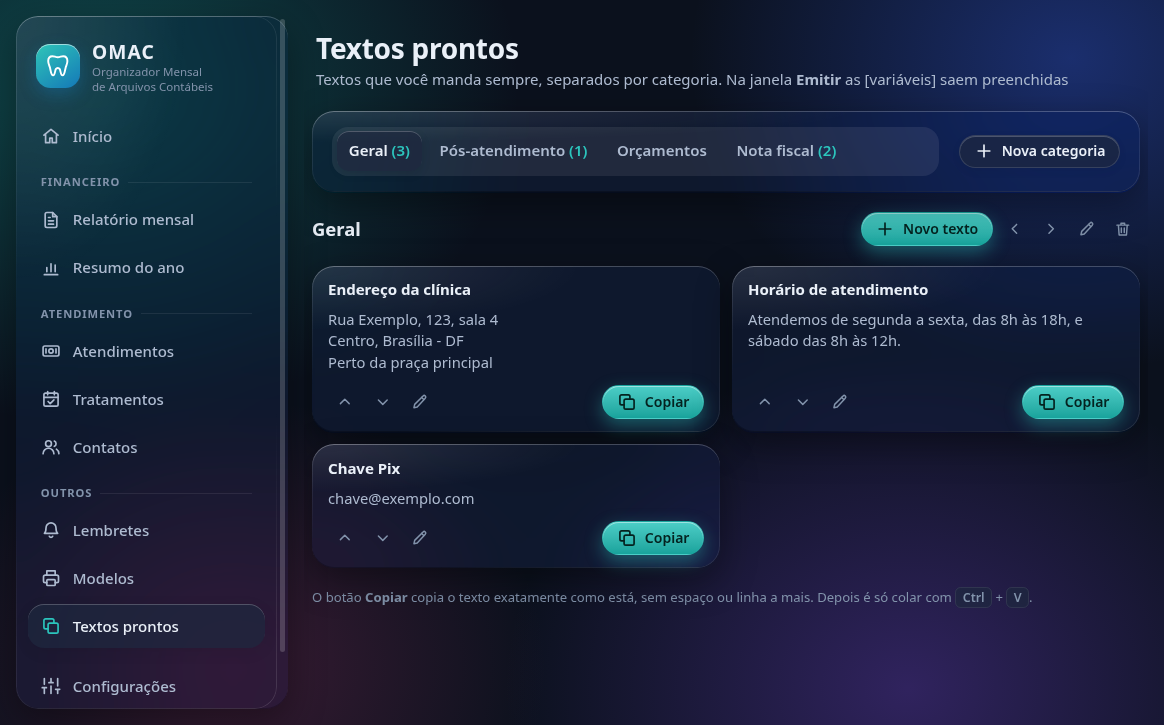 OMAC
Organizador Mensal
de Arquivos Contábeis
Início
FINANCEIRO
Relatório mensal
Resumo do ano
ATENDIMENTO
Atendimentos
Tratamentos
Contatos
OUTROS
Lembretes
Modelos
Textos prontos
Configurações
Textos prontos
Textos que você manda sempre, separados por categoria. Na janela Emitir as [variáveis] saem preenchidas
Geral (3) Pós-atendimento (1) Orçamentos Nota fiscal (2) Nova categoria
Geral
Novo texto
Endereço da clínica
Rua Exemplo, 123, sala 4
Centro, Brasília - DF
Perto da praça principal
Copiar
Horário de atendimento
Atendemos de segunda a sexta, das 8h às 18h, e
sábado das 8h às 12h.
Copiar
Chave Pix
chave@exemplo.com
Copiar
O botão Copiar copia o texto exatamente como está, sem espaço ou linha a mais. Depois é só colar com Ctrl + V.